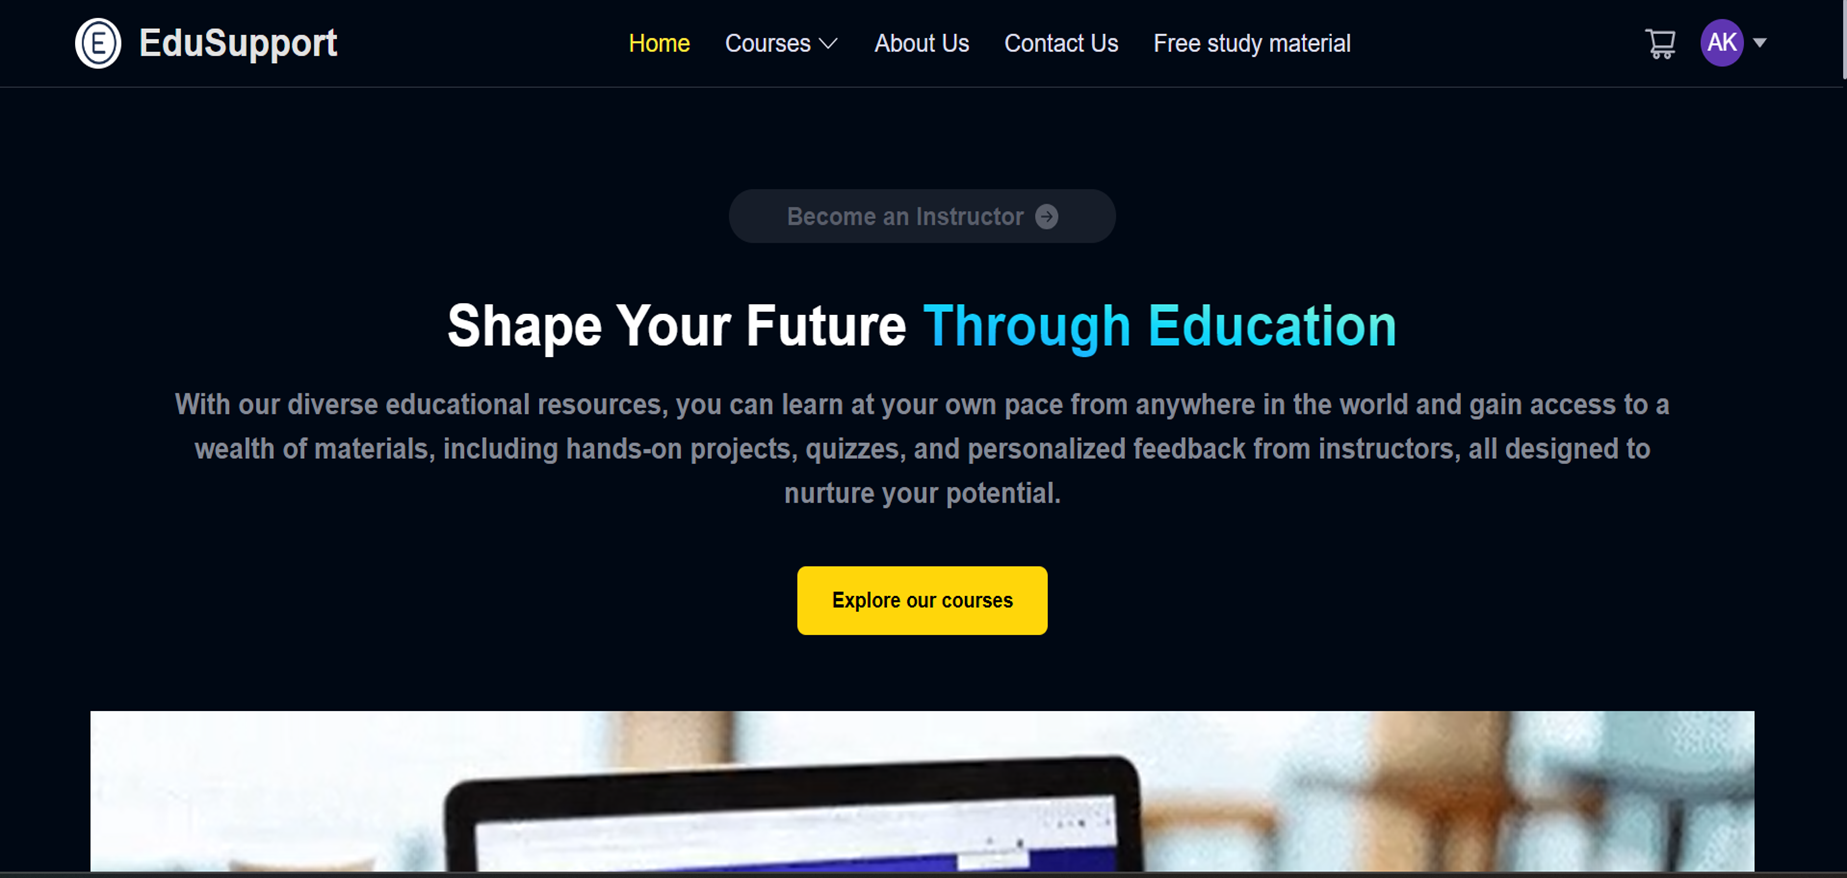 E EduSupport
Home Courses About Us Contact Us Free study material
AK
Become an Instructor
Shape Your Future Through Education
With our diverse educational resources, you can learn at your own pace from anywhere in the world and gain access to a
wealth of materials, including hands-on projects, quizzes, and personalized feedback from instructors, all designed to
nurture your potential.
Explore our courses